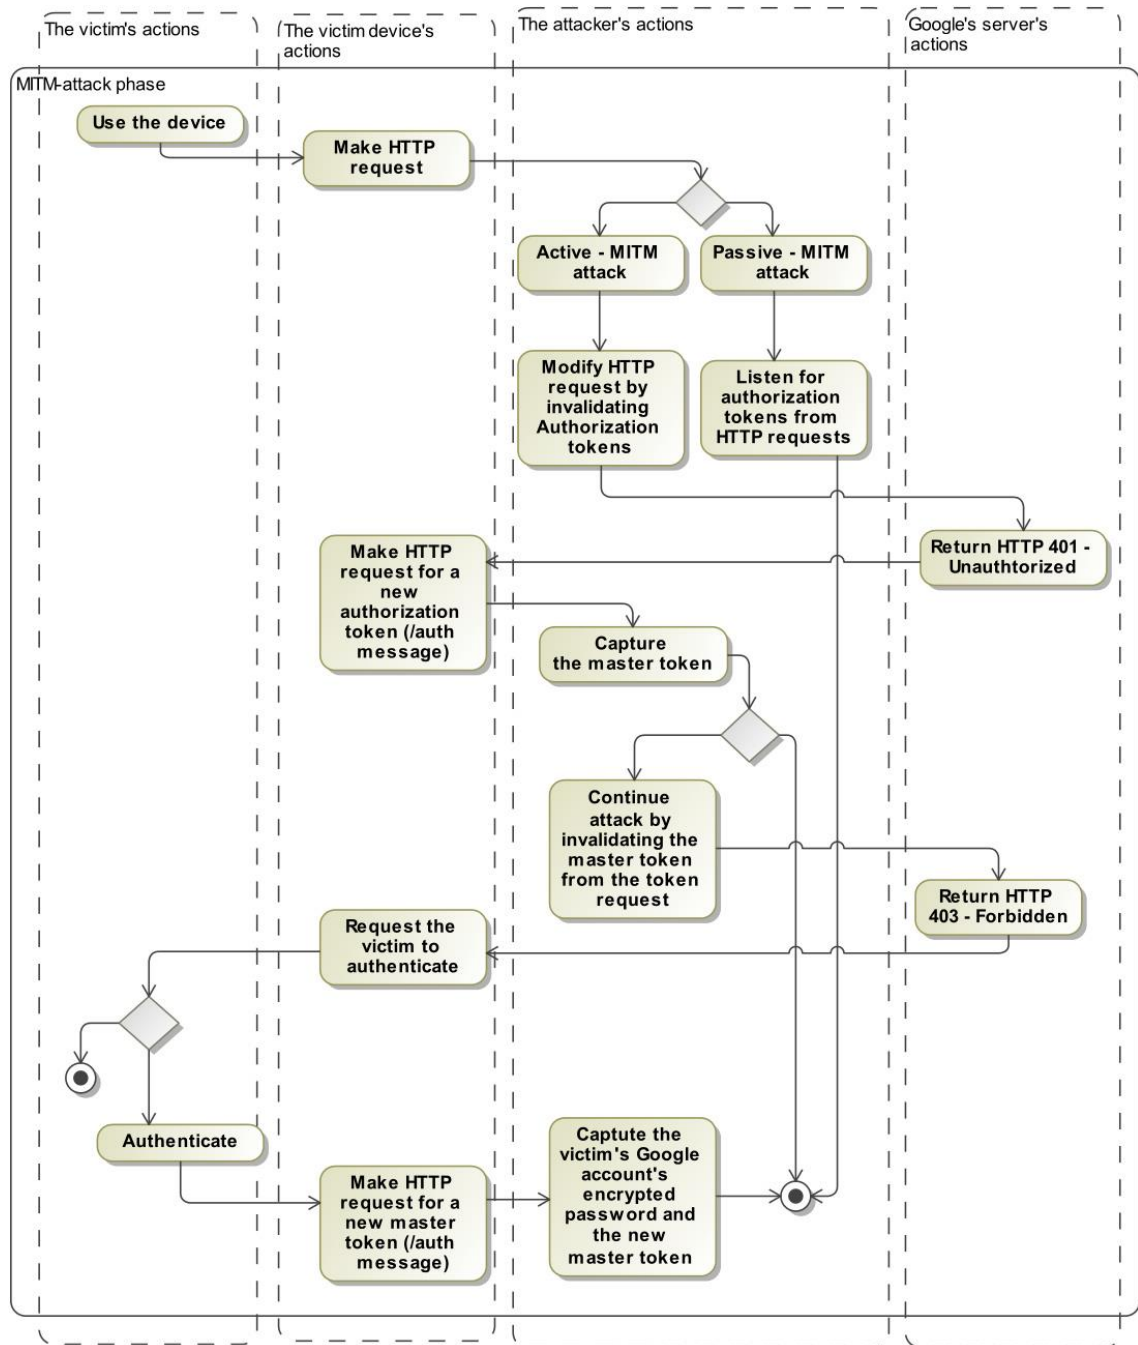 The victim's actions
The victim device's
actions
The attacker's actions
Google's server's
actions
MITM-attack phase
Use the device
Make HTTP
request
Active - MITM
attack
Passive - MITM
attack
Modify HTTP
request by
invalidating
Authorization
tokens
Listen for
authorization
tokens from
HTTP requests
Return HTTP 401 -
Unauthtorized
Make HTTP
request for a
new
authorization
token (/auth
message)
Capture
the master token
Continue
attack by
invalidating the
master token
from the token
request
Return HTTP
403 - Forbidden
Request the
victim to
authenticate
Authenticate
Make HTTP
request for a
new master
token (/auth
message)
Captute the
victim's Google
account's
encrypted
password and
the new
master token